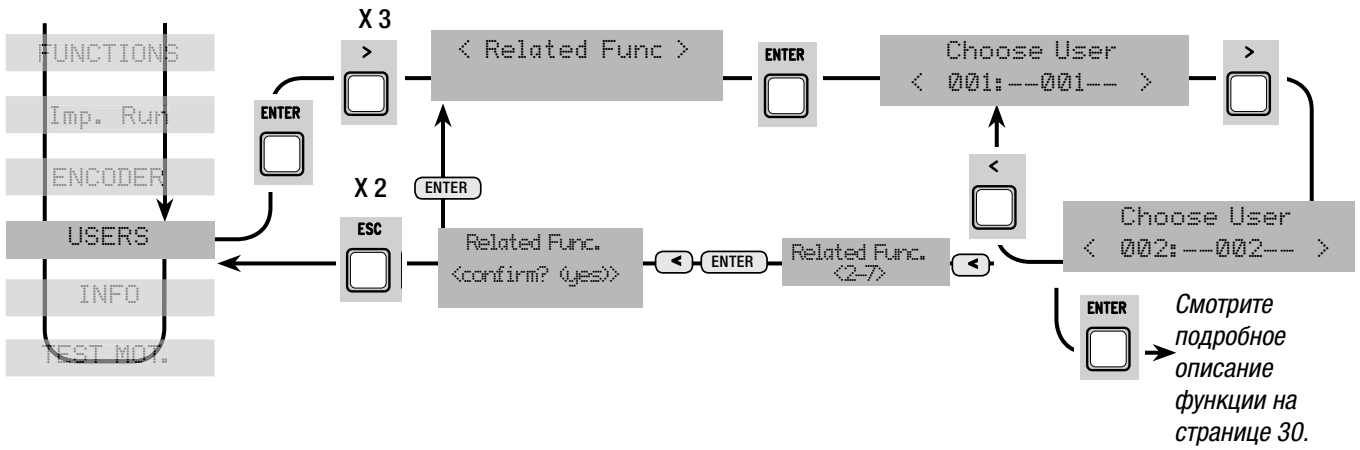 FUNCTIONS
Imp. Run
ENCODER
USERS
INFO
TEST MOT.
ENTER
X 3
>
< Related Func >
ENTER
Choose User
< 001:--001-- >
>
X 2
ESC
ENTER
Related Func.
<confirm? (yes)>
<
ENTER
Related Func.
<2-7>
<
<
Choose User
< 002:--002-- >
ENTER
Смотрите
подробное
описание
функции на
странице 30.